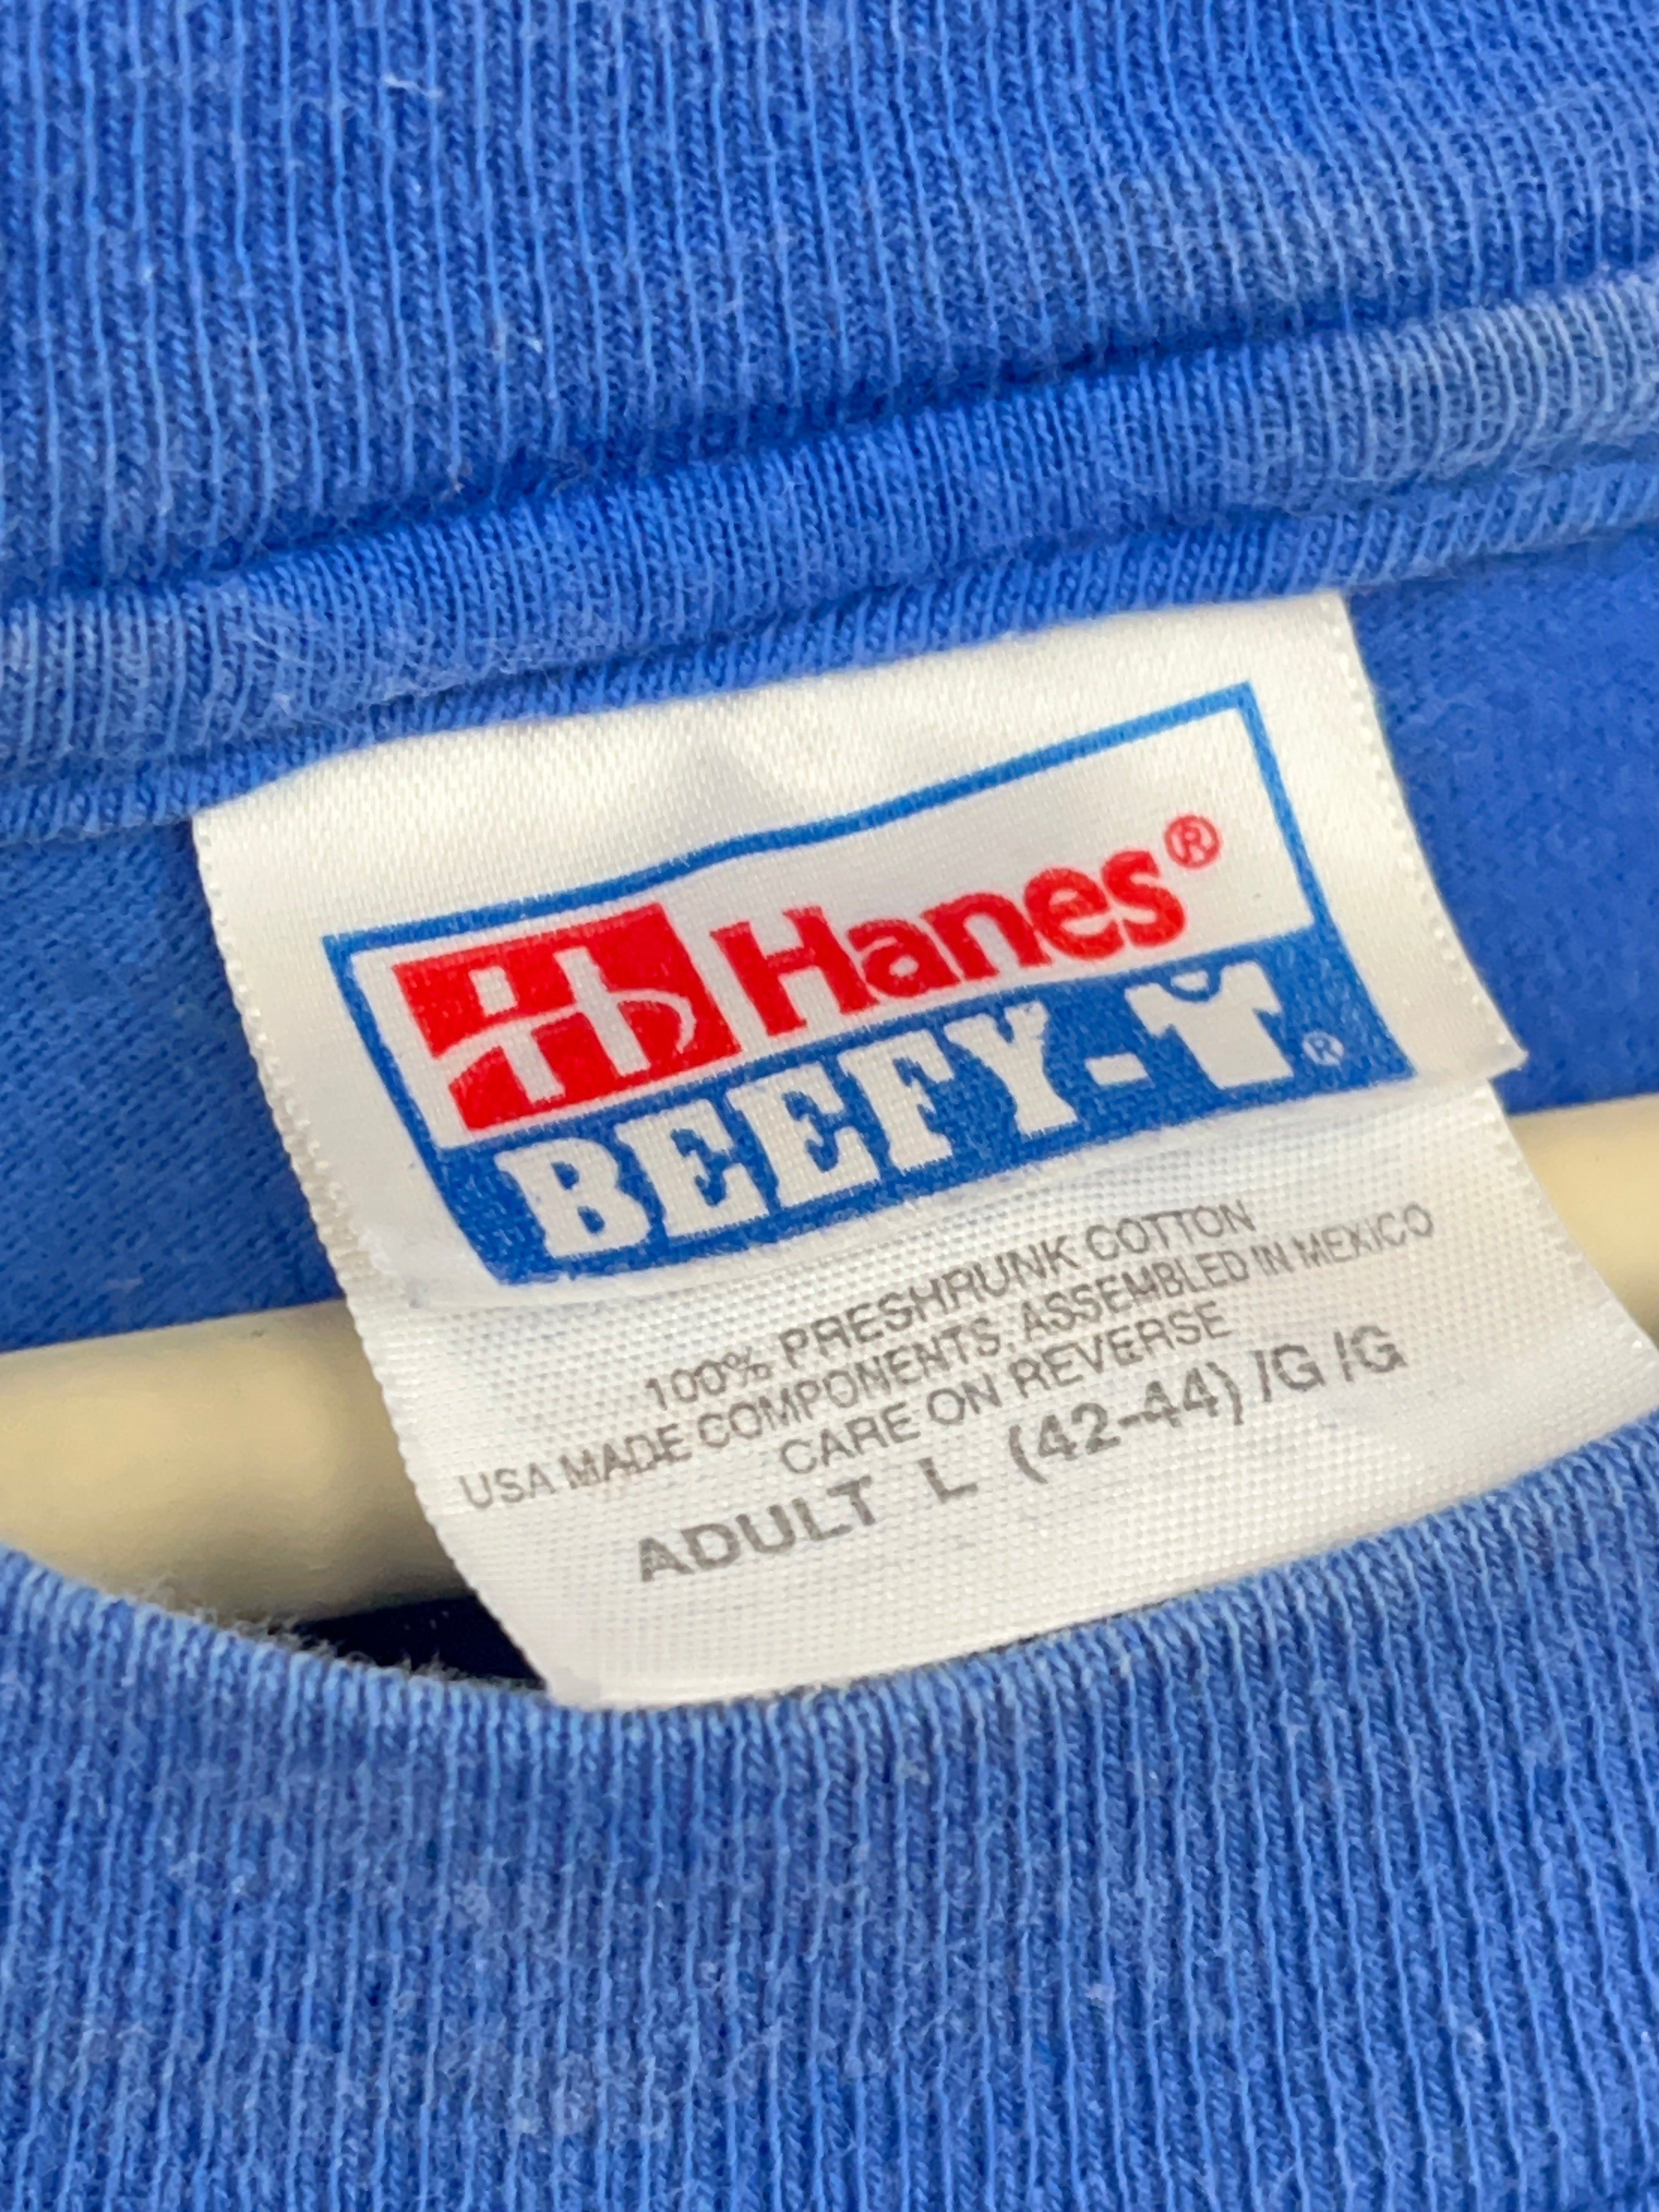 Hanes®
BEEFY-T®
100% PRESHRUNK COTTON
USA MADE COMPONENTS. ASSEMBLED IN MEXICO
CARE ON REVERSE
ADULT L (42-44) /G /G